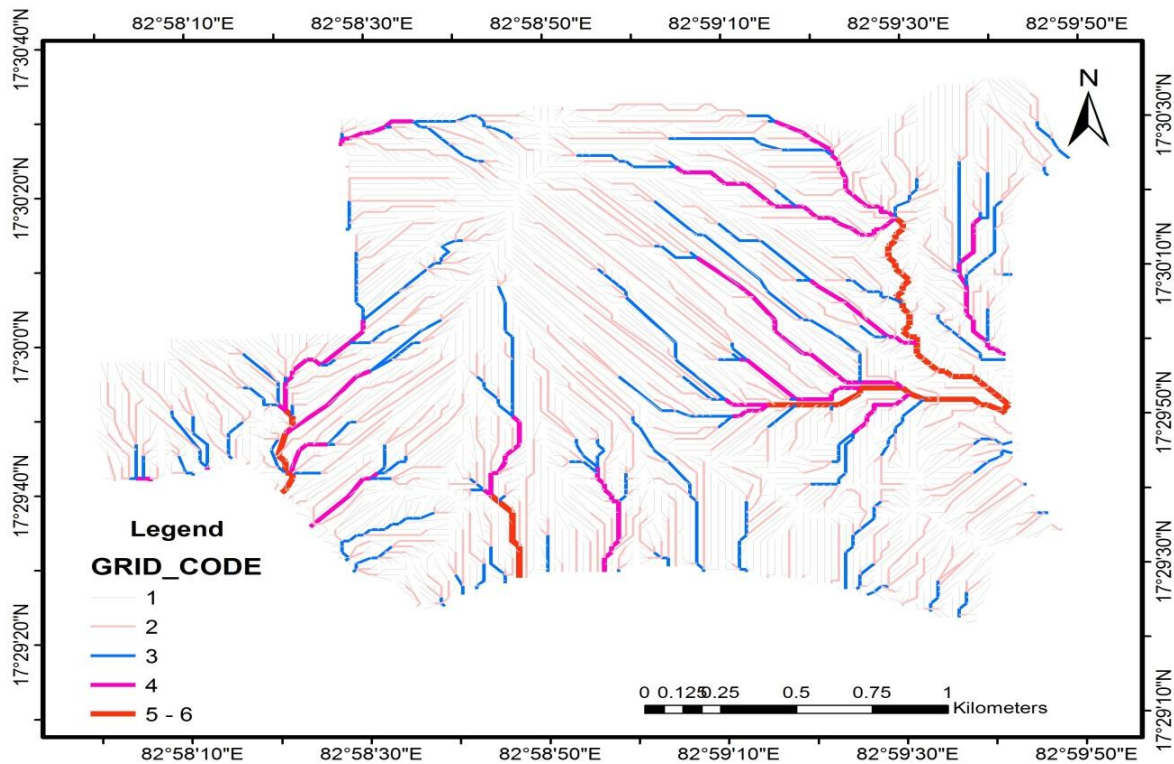 82°58'10"E 82°58'30"E 82°58'50"E 82°59'10"E 82°59'30"E 82°59'50"E
17°30'40"N
17°30'20"N
17°30'0"N
17°29'40"N
17°29'20"N
N
17°30'30"N
17°30'10"N
17°29'50"N
17°29'30"N
17°29'10"N
Legend
GRID_CODE
1
2
3
4
5 - 6
0 0.125 0.25 0.5 0.75 1
Kilometers
82°58'10"E 82°58'30"E 82°58'50"E 82°59'10"E 82°59'30"E 82°59'50"E